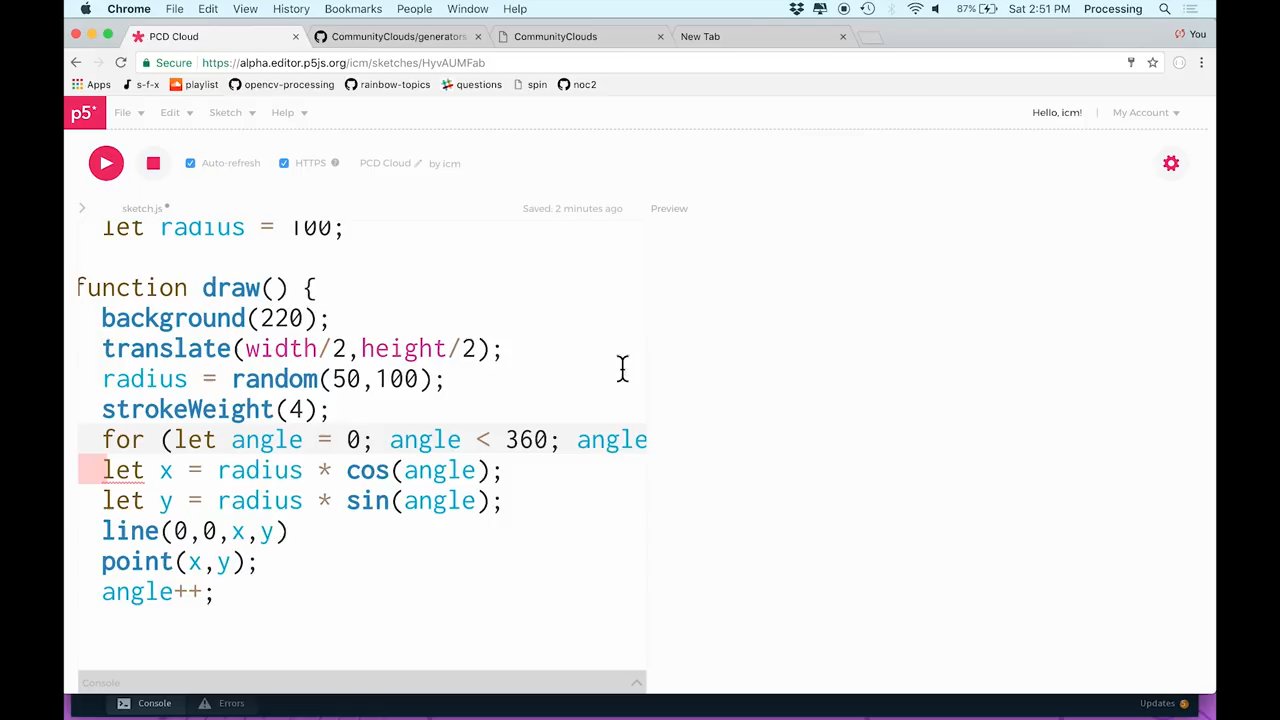 Chrome File Edit View History Bookmarks People Window Help 87% Sat 2:51 PM Processing
PCD Cloud CommunityClouds/generators CommunityClouds New Tab You
Secure https://alpha.editor.p5js.org/icm/sketches/HyvAUMFab
Apps s-f-x playlist opencv-processing rainbow-topics questions spin noc2
p5* File Edit Sketch Help Hello, icm! | My Account
Auto-refresh HTTPS ? PCD Cloud by icm
sketch.js Saved: 2 minutes ago Preview
let radius = 100;
function draw() {
background(220);
translate(width/2,height/2);
radius = random(50,100);
strokeWeight(4);
for (let angle = 0; angle < 360; angle
let x = radius * cos(angle);
let y = radius * sin(angle);
line(0,0,x,y)
point(x,y);
angle++;
Console
Console Errors Updates